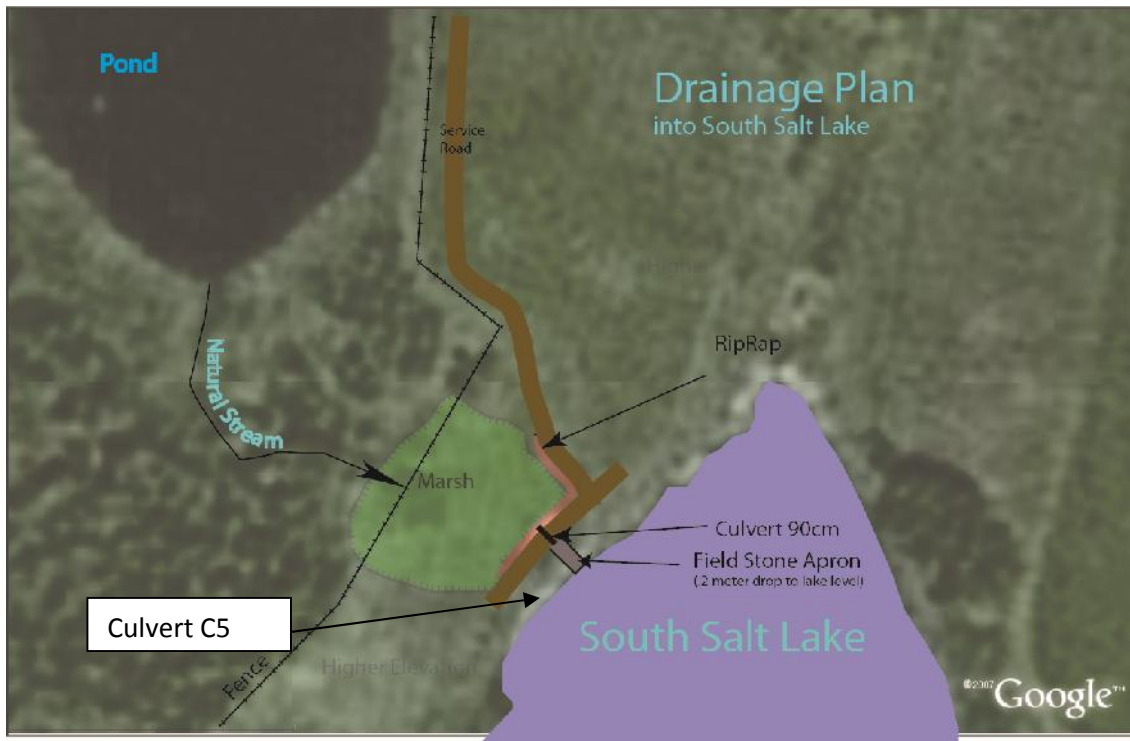 Pond
Drainage Plan
into South Salt Lake
Service
Road
Higher
RipRap
Natural Stream
Marsh
Culvert 90cm
Field Stone Apron
(.2 meter drop to lake level)
Culvert C5
South Salt Lake
Higher Elevation
Fence
©2007 Google™